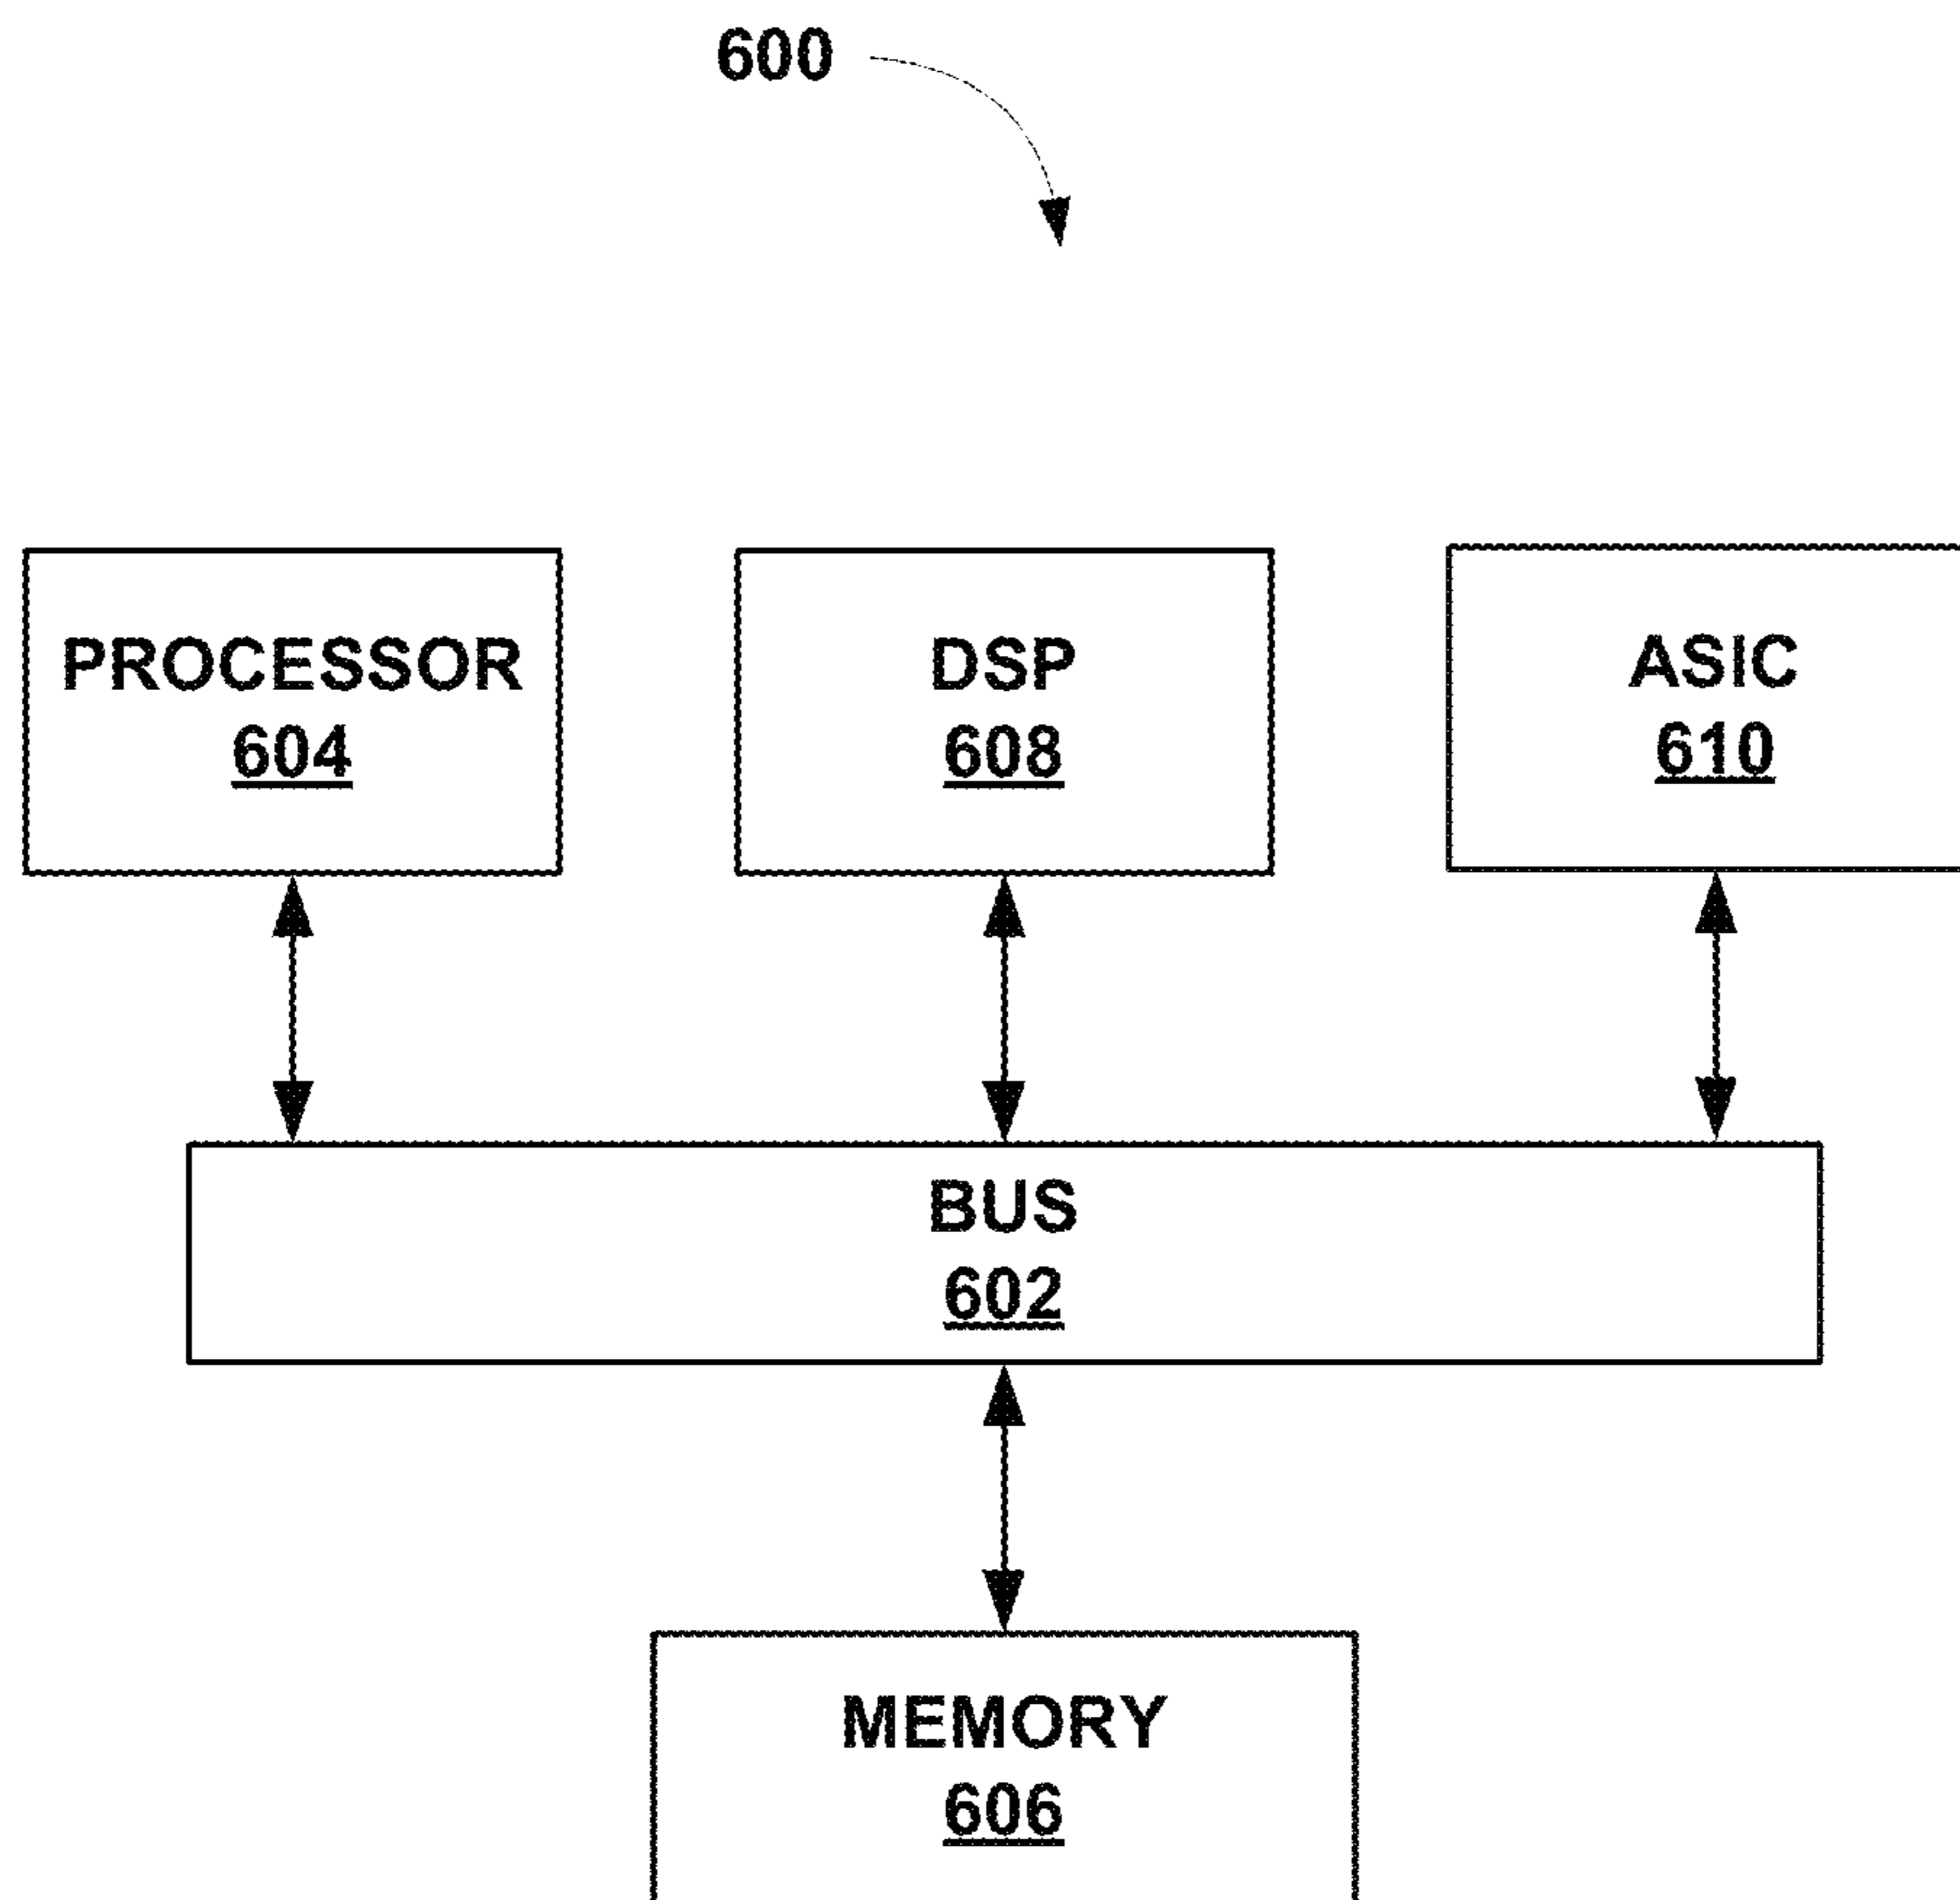 600
PROCESSOR
604
DSP
608
ASIC
610
BUS
602
MEMORY
606